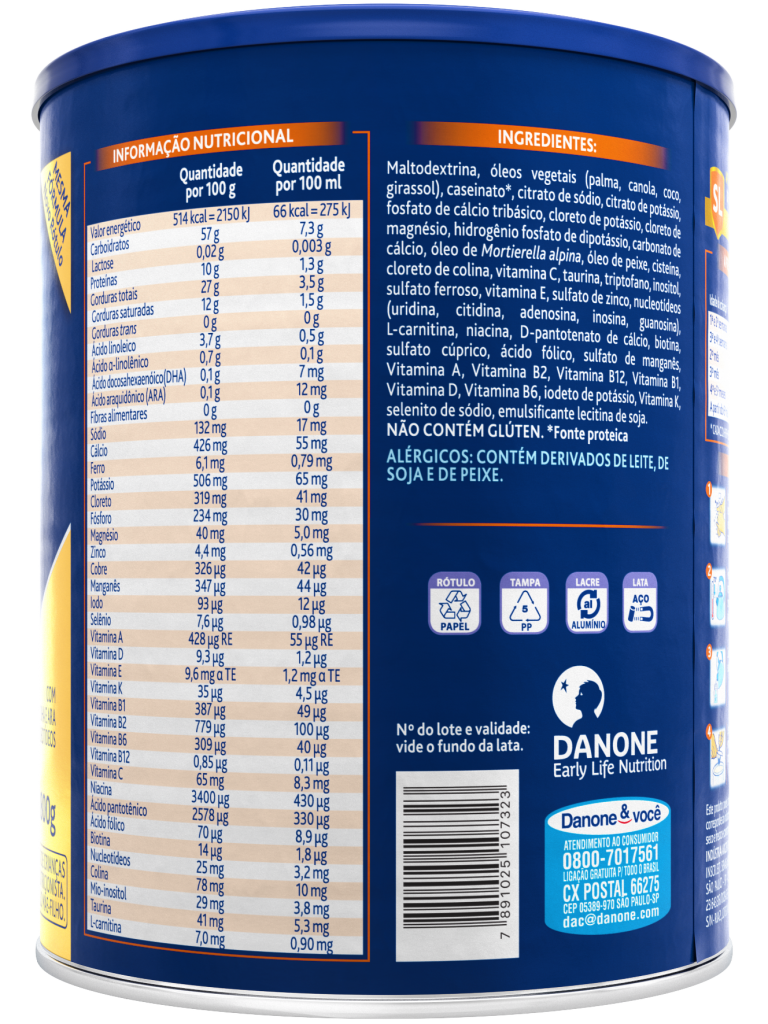 MESMA
FÓRMULA
INFORMAÇÃO NUTRICIONAL
Quantidade por 100 g Quantidade por 100 ml
Valor energético 514 kcal = 2150 kJ 66 kcal = 275 kJ
Carboidratos 57 g 7,3 g
Lactose 0,02 g 0,003 g
Proteínas 10 g 1,3 g
Gorduras totais 27 g 3,5 g
Gorduras saturadas 12 g 1,5 g
Gorduras trans 0 g 0 g
Ácido linoleico 3,7 g 0,5 g
Ácido α-linolênico 0,7 g 0,1 g
Ácido docosahexaenóico (DHA) 0,1 g 7 mg
Ácido araquidônico (ARA) 0,1 g 12 mg
Fibras alimentares 0 g 0 g
Sódio 132 mg 17 mg
Cálcio 426 mg 55 mg
Ferro 6,1 mg 0,79 mg
Potássio 506 mg 65 mg
Cloreto 319 mg 41 mg
Fósforo 234 mg 30 mg
Magnésio 40 mg 5,0 mg
Zinco 4,4 mg 0,56 mg
Cobre 326 µg 42 µg
Manganês 347 µg 44 µg
Iodo 93 µg 12 µg
Selênio 7,6 µg 0,98 µg
Vitamina A 428 µg RE 55 µg RE
Vitamina D 9,3 µg 1,2 µg
Vitamina E 9,6 mg α TE 1,2 mg α TE
Vitamina K 35 µg 4,5 µg
Vitamina B1 387 µg 49 µg
Vitamina B2 779 µg 100 µg
Vitamina B6 309 µg 40 µg
Vitamina B12 0,85 µg 0,11 µg
Vitamina C 65 mg 8,3 mg
Niacina 3400 µg 430 µg
Ácido pantotênico 2578 µg 330 µg
Ácido fólico 70 µg 8,9 µg
Biotina 14 µg 1,8 µg
Nucleotídeos 25 mg 3,2 mg
Colina 78 mg 10 mg
Mio-inositol 29 mg 3,8 mg
Taurina 41 mg 5,3 mg
L-carnitina 7,0 mg 0,90 mg
INGREDIENTES:
Maltodextrina, óleos vegetais (palma, canola, coco,
girassol), caseinato*, citrato de sódio, citrato de potássio,
fosfato de cálcio tribásico, cloreto de potássio, cloreto de
magnésio, hidrogênio fosfato de dipotássio, carbonato de
cálcio, óleo de Mortierella alpina, óleo de peixe, cisteína,
cloreto de colina, vitamina C, taurina, triptofano, inositol,
sulfato ferroso, vitamina E, sulfato de zinco, nucleotídeos
(uridina, citidina, adenosina, inosina, guanosina),
L-carnitina, niacina, D-pantotenato de cálcio, biotina,
sulfato cúprico, ácido fólico, sulfato de manganês,
Vitamina A, Vitamina B2, Vitamina B12, Vitamina B1,
Vitamina D, Vitamina B6, iodeto de potássio, Vitamina K,
selenito de sódio, emulsificante lecitina de soja.
NÃO CONTÉM GLÚTEN. *Fonte proteica
ALÉRGICOS: CONTÉM DERIVADOS DE LEITE, DE
SOJA E DE PEIXE.
RÓTULO TAMPA LACRE LATA
5 al AÇO
PAPEL PP ALUMÍNIO
Nº do lote e validade:
vide o fundo da lata.
DANONE
Early Life Nutrition
7 891025 107323
Danone & você
ATENDIMENTO AO CONSUMIDOR
0800-7017561
LIGAÇÃO GRATUITA P/ TODO O BRASIL
CX POSTAL 66275
CEP 05389-970 SÃO PAULO-SP
dac@danone.com
1
2
3
4